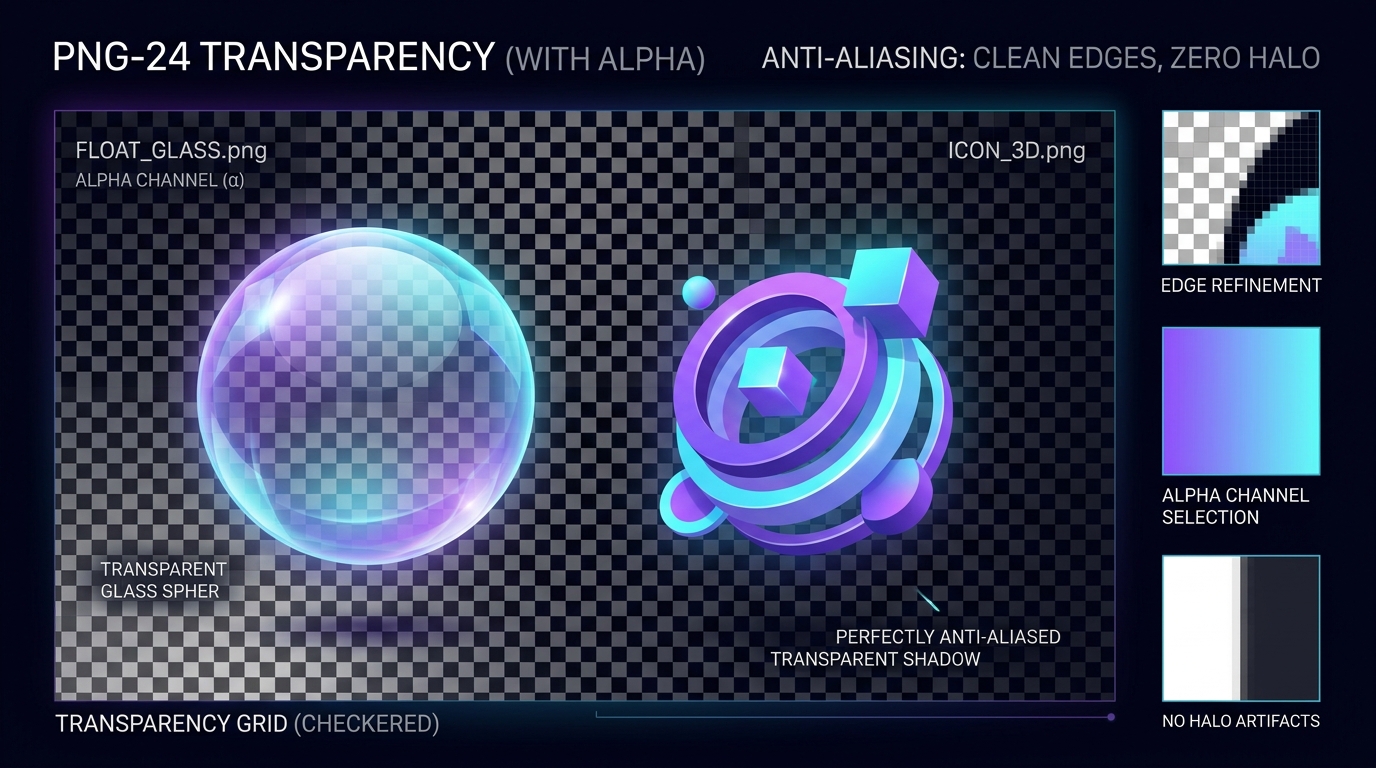 PNG-24 TRANSPARENCY (WITH ALPHA)
ANTI-ALIASING: CLEAN EDGES, ZERO HALO
FLOAT_GLASS.png
ALPHA CHANNEL (α)
ICON_3D.png
EDGE REFINEMENT
ALPHA CHANNEL
SELECTION
TRANSPARENT
GLASS SPHER
PERFECTLY ANTI-ALIASED
TRANSPARENT SHADOW
TRANSPARENCY GRID (CHECKERED)
NO HALO ARTIFACTS